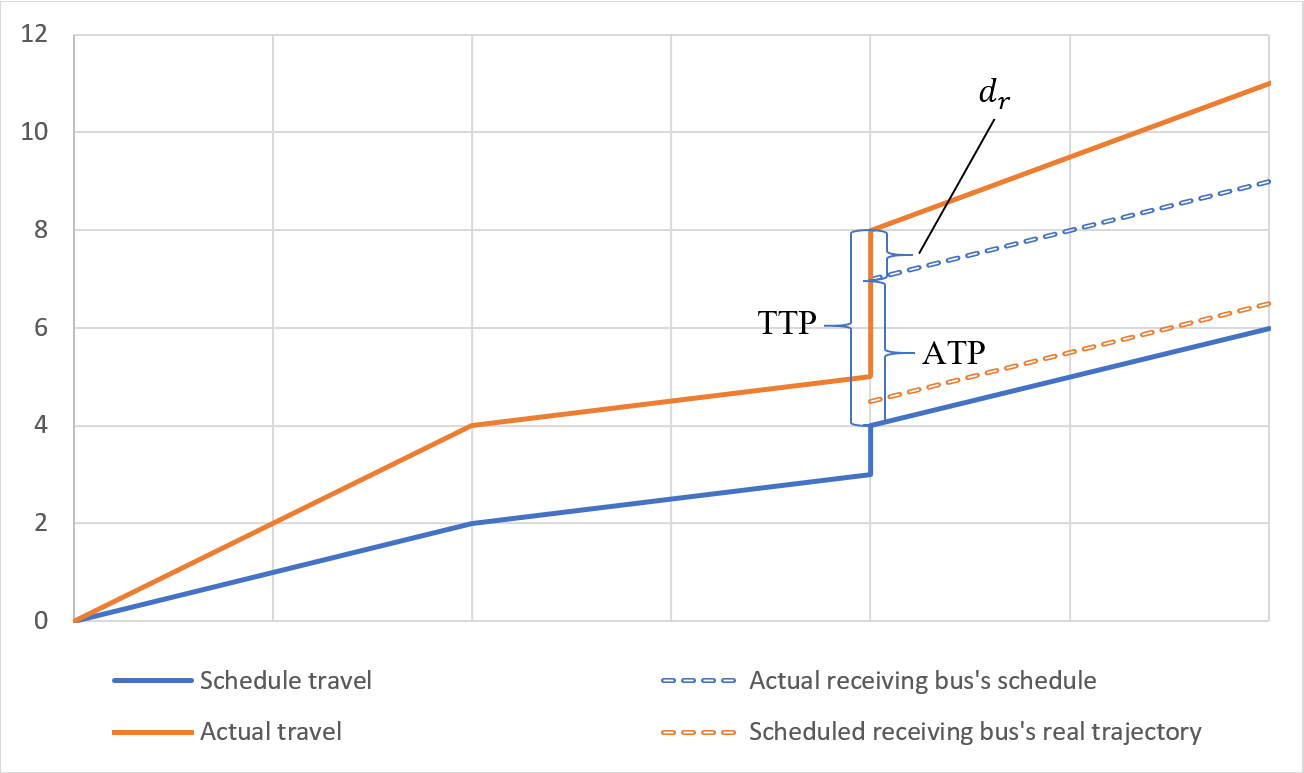 12
10
8
6
4
2
0
d_r
TTP
ATP
Schedule travel
Actual receiving bus's schedule
Actual travel
Scheduled receiving bus's real trajectory